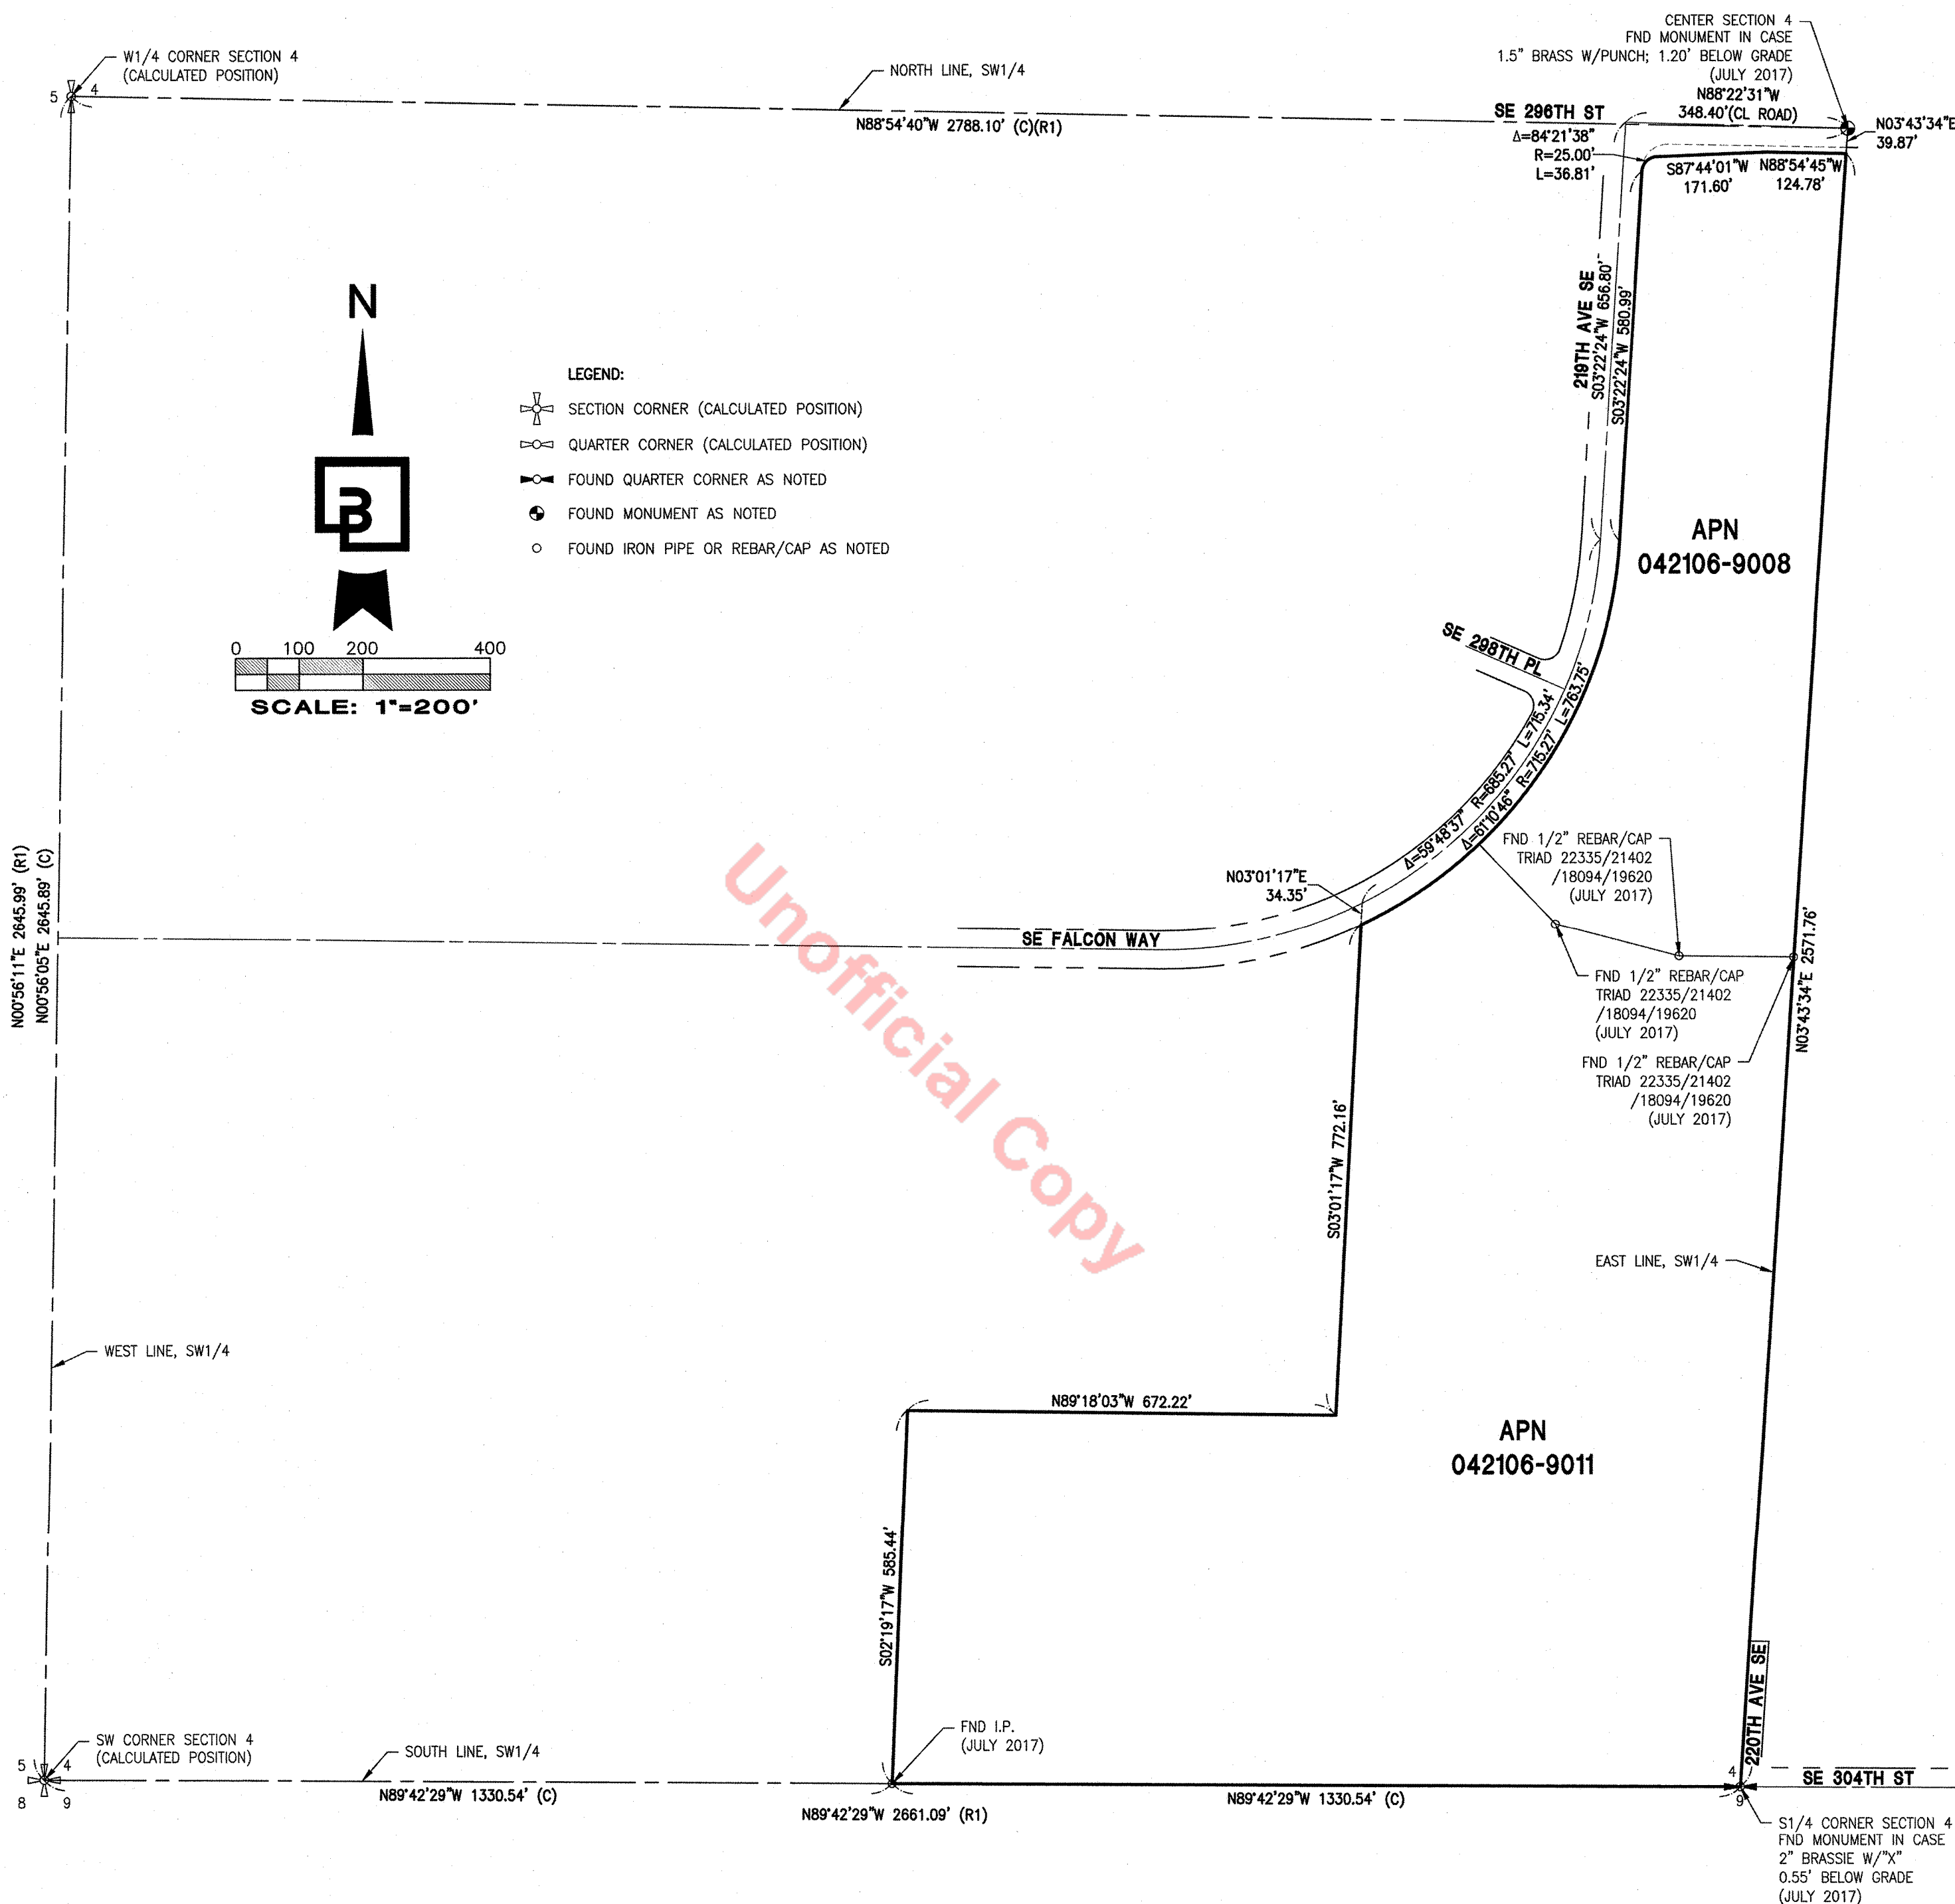 CENTER SECTION 4
FND MONUMENT IN CASE
1.5" BRASS W/PUNCH; 1.20' BELOW GRADE
(JULY 2017)
W1/4 CORNER SECTION 4
(CALCULATED POSITION)
5 4
NORTH LINE, SW1/4
N88°54'40"W 2788.10' (C)(R1)
SE 296TH ST
N88°22'31"W
348.40'(CL ROAD)
N03°43'34"E
39.87'
Δ=84°21'38"
R=25.00'
L=36.81'
S87°44'01"W
171.60'
N88°54'45"W
124.78'
219TH AVE SE
S03°22'24"W 656.80'
S03°22'24"W 580.99'
N
LEGEND:
SECTION CORNER (CALCULATED POSITION)
QUARTER CORNER (CALCULATED POSITION)
FOUND QUARTER CORNER AS NOTED
FOUND MONUMENT AS NOTED
FOUND IRON PIPE OR REBAR/CAP AS NOTED
B
0 100 200 400
SCALE: 1"=200'
APN
042106-9008
SE 298TH PL
Δ=59°48'37" R=685.27' L=715.34'
Δ=61°10'46" R=715.27' L=763.75'
FND 1/2" REBAR/CAP
TRIAD 22335/21402
/18094/19620
(JULY 2017)
N03°01'17"E
34.35'
SE FALCON WAY
FND 1/2" REBAR/CAP
TRIAD 22335/21402
/18094/19620
(JULY 2017)
FND 1/2" REBAR/CAP
TRIAD 22335/21402
/18094/19620
(JULY 2017)
N03°43'34"E 2571.76'
N00°56'11"E 2645.99' (R1)
N00°56'05"E 2645.89' (C)
Unofficial Copy
S03°01'17"W 772.16'
EAST LINE, SW1/4
WEST LINE, SW1/4
N89°18'03"W 672.22'
APN
042106-9011
S02°19'17"W 585.44'
220TH AVE SE
FND I.P.
(JULY 2017)
SW CORNER SECTION 4
(CALCULATED POSITION)
5 4
8 9
SOUTH LINE, SW1/4
N89°42'29"W 1330.54' (C)
N89°42'29"W 2661.09' (R1)
N89°42'29"W 1330.54' (C)
4
9
SE 304TH ST
S1/4 CORNER SECTION 4
FND MONUMENT IN CASE
2" BRASSIE W/"X"
0.55' BELOW GRADE
(JULY 2017)